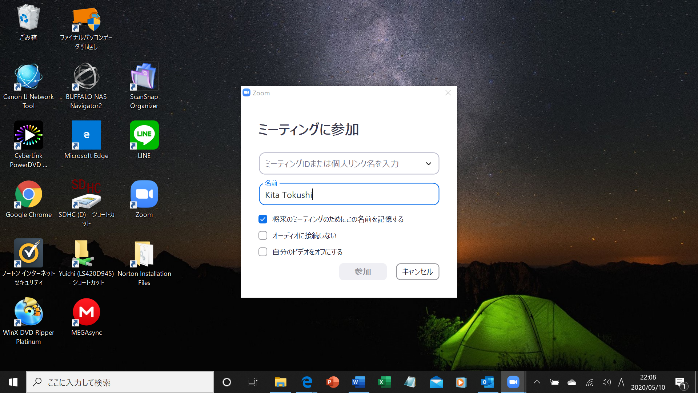 ごみ箱
ファイナルパソコンデータ引越し
Canon IJ Network
Tool
BUFFALO NAS
Navigator2
ScanSnap
Organizer
CyberLink
PowerDVD ...
Microsoft Edge
LINE
Google Chrome
SDHC (D) - ショートカット
Zoom
ノートン インターネット
セキュリティ
Yuichi (LS420D945)
ショートカット
Norton Installation
Files
WinX DVD Ripper
Platinum
MEGAsync
Zoom
ミーティングに参加
ミーティングIDまたは個人リンク名を入力
名前
Kita Tokushi
将来のミーティングのためにこの名前を記憶する
オーディオに接続しない
自分のビデオをオフにする
参加
キャンセル
ここに入力して検索
A
22:08
2020/05/10